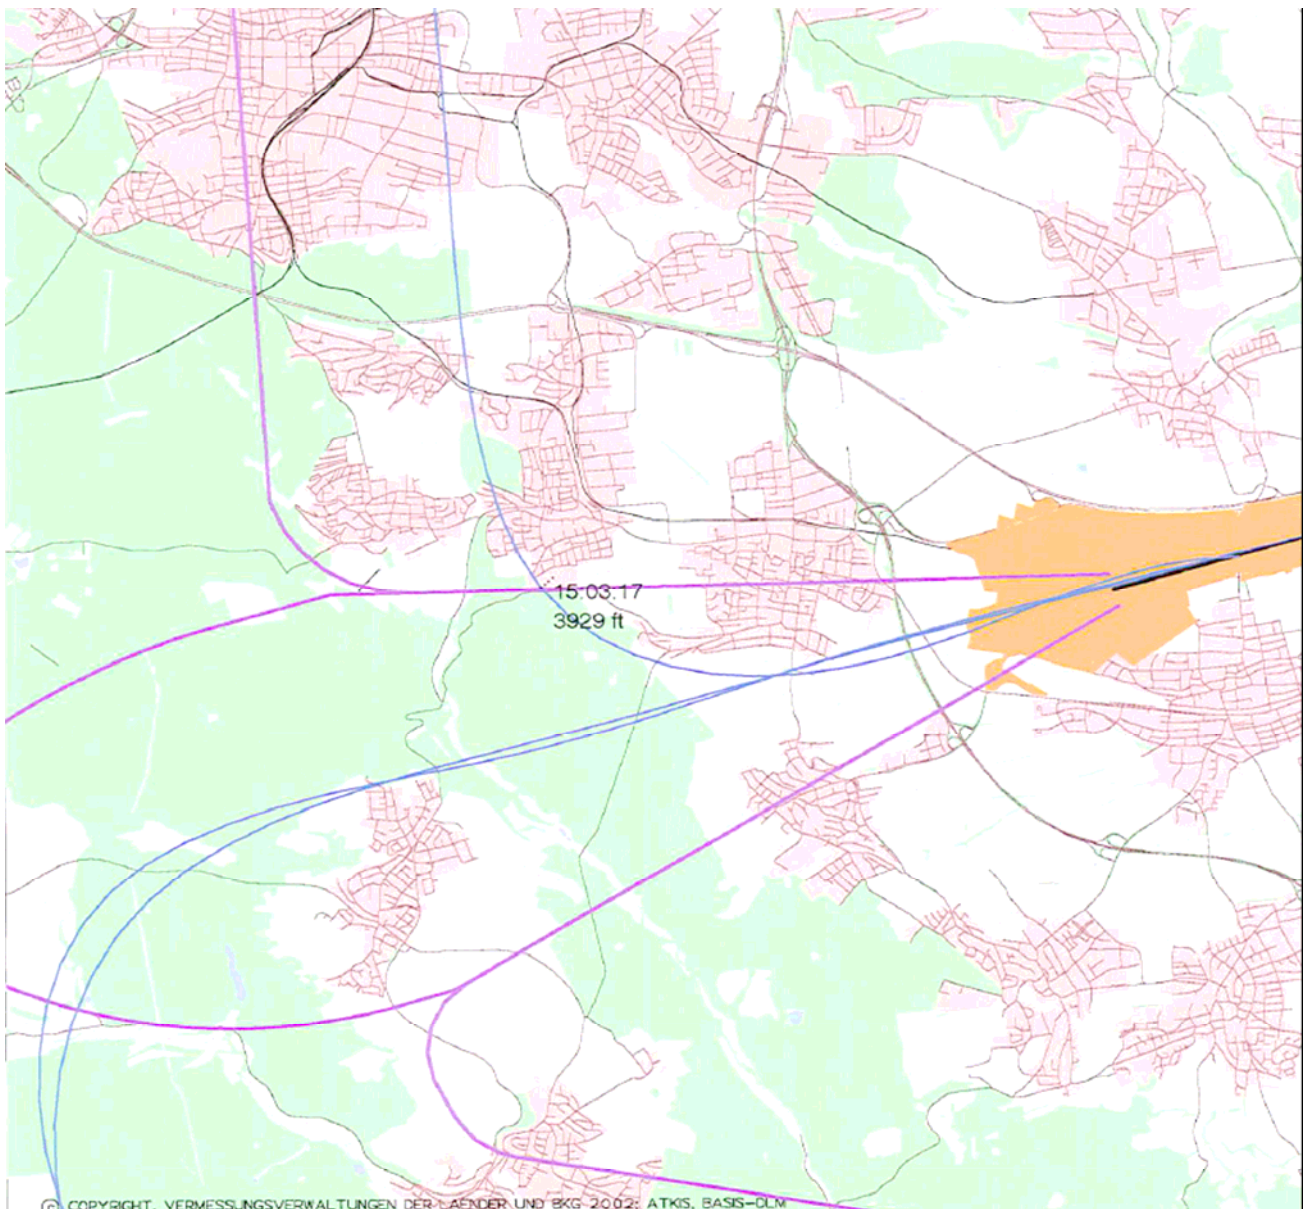 15:03:17
3929 ft
© COPYRIGHT, VERMESSUNGSVERWALTUNGEN DER LAENDER UND BKG 2002; ATKIS, BASIS-DLM